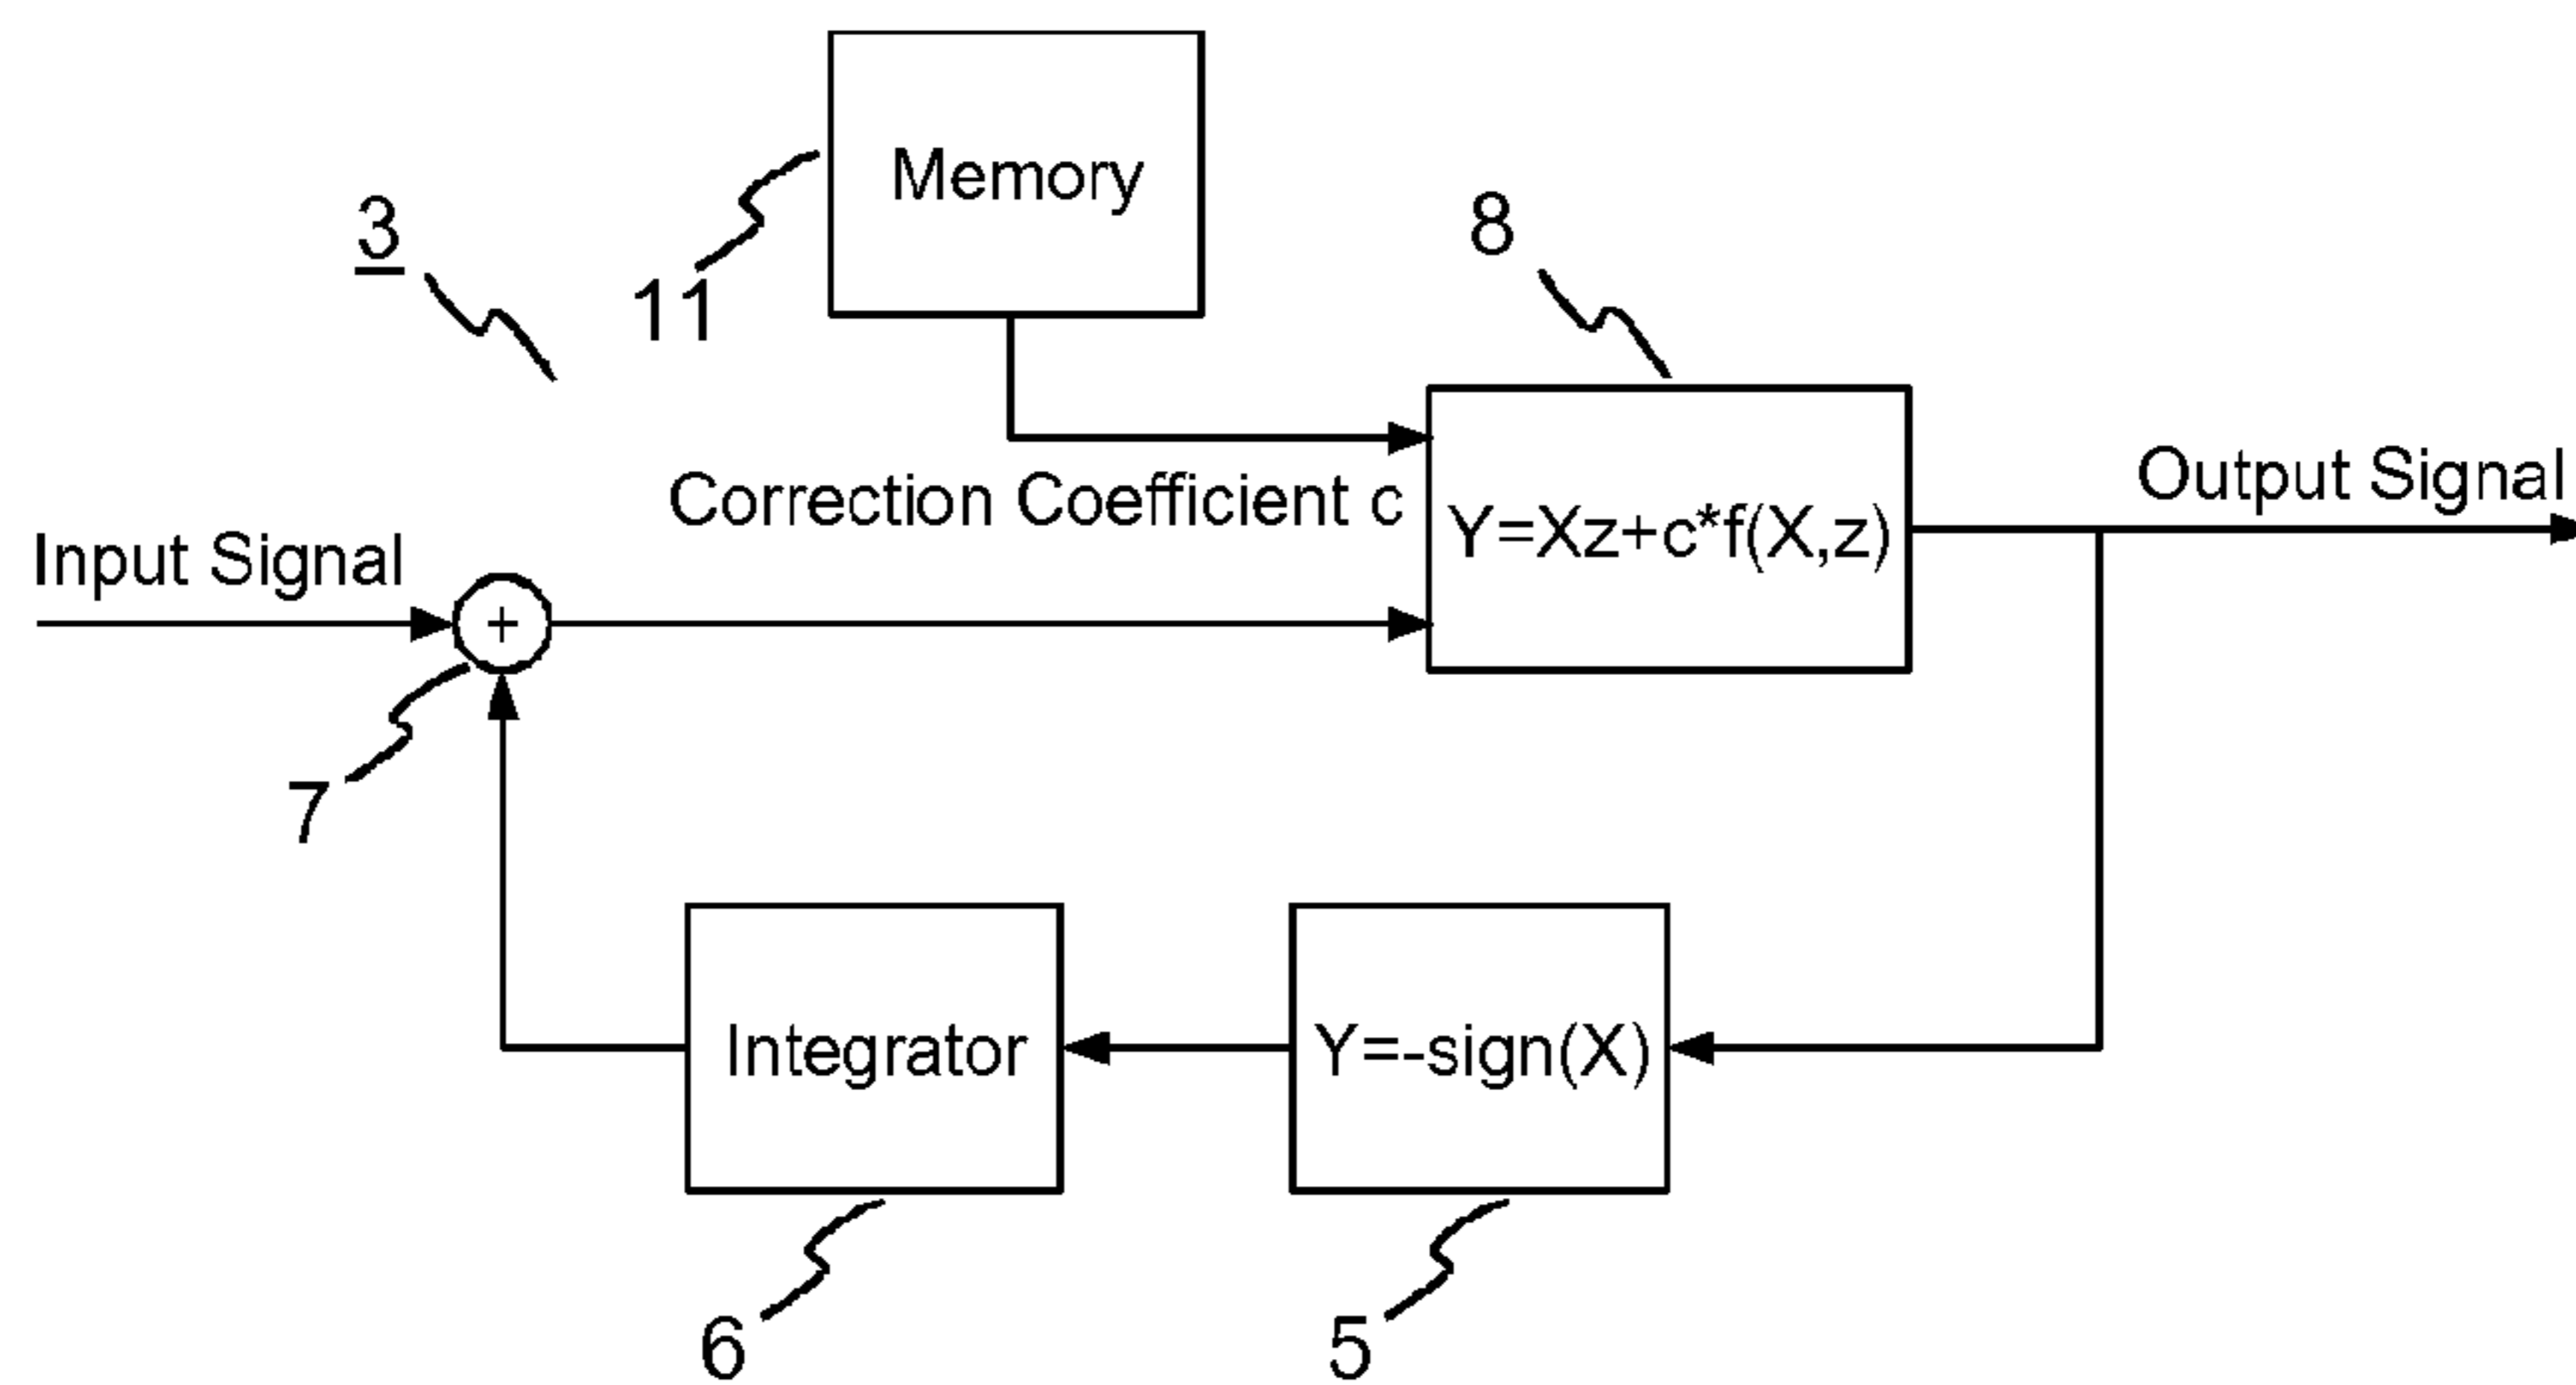 Memory
3
11
8
Correction Coefficient c
Y=Xz+c*f(X,z)
Output Signal
Input Signal
+
7
Integrator
Y=-sign(X)
6
5